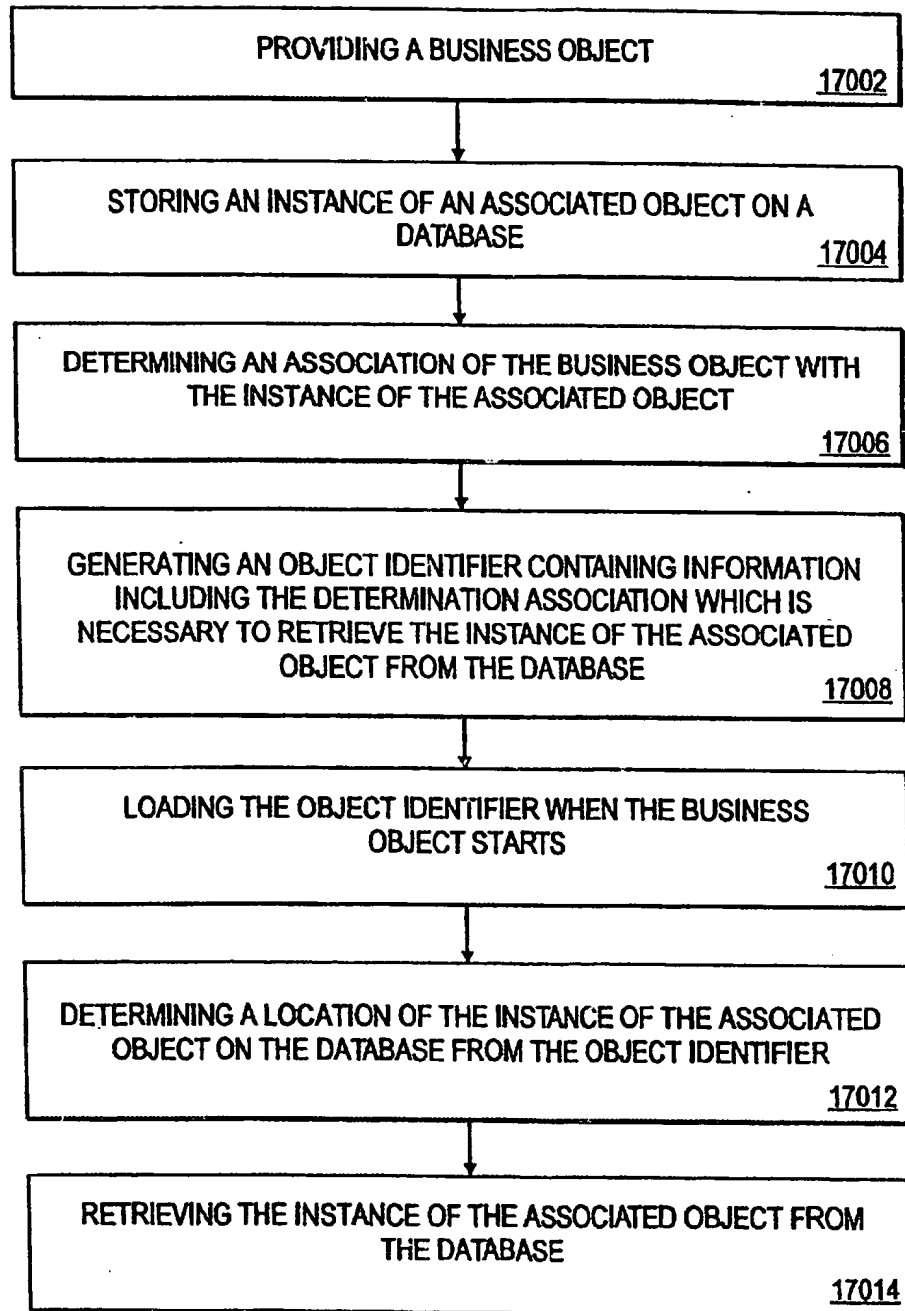 PROVIDING A BUSINESS OBJECT
17002
STORING AN INSTANCE OF AN ASSOCIATED OBJECT ON A
DATABASE
17004
DETERMINING AN ASSOCIATION OF THE BUSINESS OBJECT WITH
THE INSTANCE OF THE ASSOCIATED OBJECT
17006
GENERATING AN OBJECT IDENTIFIER CONTAINING INFORMATION
INCLUDING THE DETERMINATION ASSOCIATION WHICH IS
NECESSARY TO RETRIEVE THE INSTANCE OF THE ASSOCIATED
OBJECT FROM THE DATABASE
17008
LOADING THE OBJECT IDENTIFIER WHEN THE BUSINESS
OBJECT STARTS
17010
DETERMINING A LOCATION OF THE INSTANCE OF THE ASSOCIATED
OBJECT ON THE DATABASE FROM THE OBJECT IDENTIFIER
17012
RETRIEVING THE INSTANCE OF THE ASSOCIATED OBJECT FROM
THE DATABASE
17014